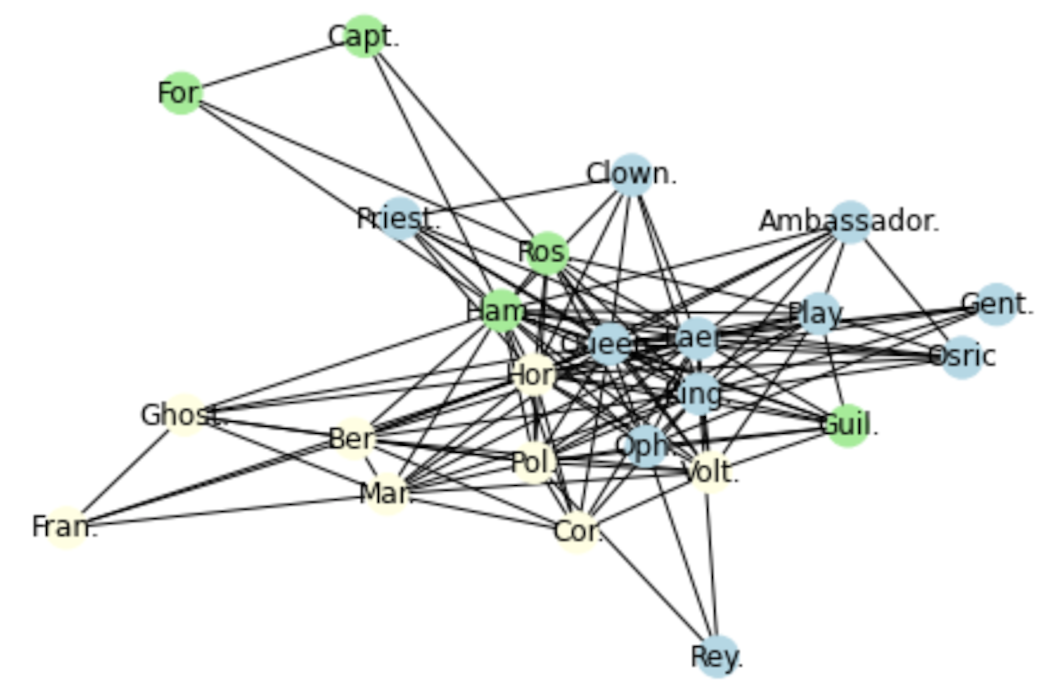 Capt.
For
Clown.
Priest.
Ambassador.
Ros
Gent.
Ham
Play
Queen
Laer
Osric
Hor
King.
Ghost.
Guil.
Ber.
Oph.
Pol.
Volt.
Mar.
Fran.
Cor.
Rey.